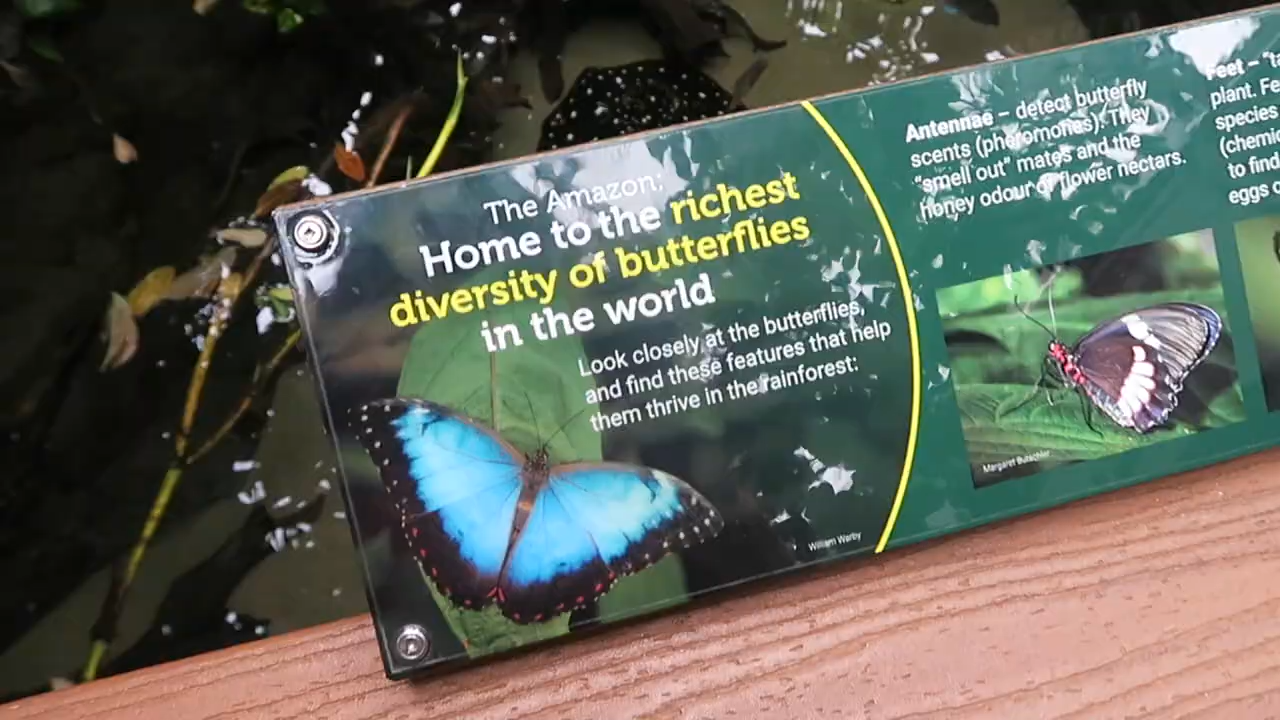 The Amazon:
Home to the richest
diversity of butterflies
in the world
Look closely at the butterflies,
and find these features that help
them thrive in the rainforest:
William Warby
Antennae – detect butterfly
scents (pheromones). They
"smell out" mates and the
honey odour of flower nectars.
Margaret Butschler
Feet –
plant. Fe
species
to find
eggs